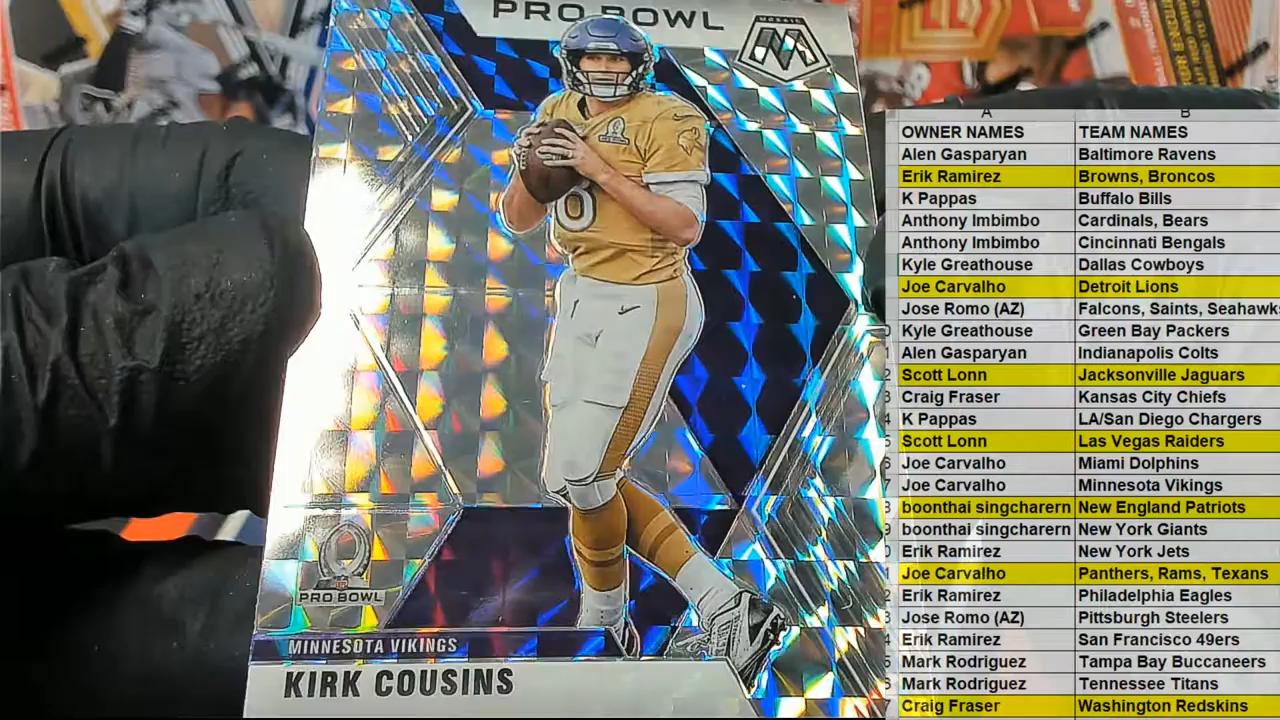 PRO BOWL
MOSAIC
8
PRO BOWL
MINNESOTA VIKINGS
KIRK COUSINS
A B
OWNER NAMES TEAM NAMES
Alen Gasparyan Baltimore Ravens
Erik Ramirez Browns, Broncos
K Pappas Buffalo Bills
Anthony Imbimbo Cardinals, Bears
Anthony Imbimbo Cincinnati Bengals
Kyle Greathouse Dallas Cowboys
Joe Carvalho Detroit Lions
Jose Romo (AZ) Falcons, Saints, Seahawks
Kyle Greathouse Green Bay Packers
Alen Gasparyan Indianapolis Colts
Scott Lonn Jacksonville Jaguars
Craig Fraser Kansas City Chiefs
K Pappas LA/San Diego Chargers
Scott Lonn Las Vegas Raiders
Joe Carvalho Miami Dolphins
Joe Carvalho Minnesota Vikings
boonthai singcharern New England Patriots
boonthai singcharern New York Giants
Erik Ramirez New York Jets
Joe Carvalho Panthers, Rams, Texans
Erik Ramirez Philadelphia Eagles
Jose Romo (AZ) Pittsburgh Steelers
Erik Ramirez San Francisco 49ers
Mark Rodriguez Tampa Bay Buccaneers
Mark Rodriguez Tennessee Titans
Craig Fraser Washington Redskins